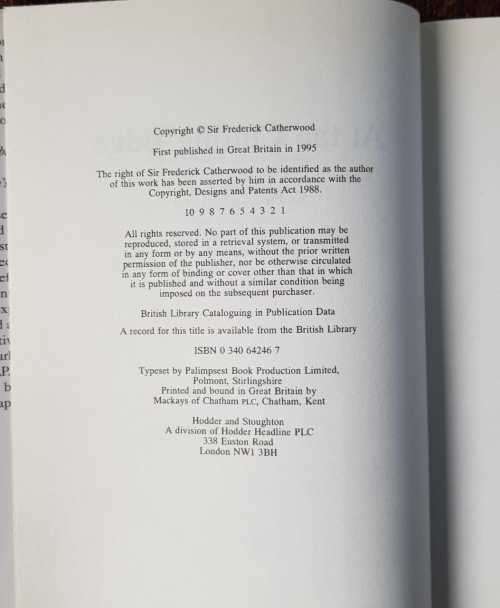 Copyright © Sir Frederick Catherwood
First published in Great Britain in 1995
The right of Sir Frederick Catherwood to be identified as the author
of this work has been asserted by him in accordance with the
Copyright, Designs and Patents Act 1988.
10 9 8 7 6 5 4 3 2 1
All rights reserved. No part of this publication may be
reproduced, stored in a retrieval system, or transmitted
in any form or by any means, without the prior written
permission of the publisher, nor be otherwise circulated
in any form of binding or cover other than that in which
it is published and without a similar condition being
imposed on the subsequent purchaser.
British Library Cataloguing in Publication Data
A record for this title is available from the British Library
ISBN 0 340 64246 7
Typeset by Palimpsest Book Production Limited,
Polmont, Stirlingshire
Printed and bound in Great Britain by
Mackays of Chatham PLC, Chatham, Kent
Hodder and Stoughton
A division of Hodder Headline PLC
338 Euston Road
London NW1 3BH